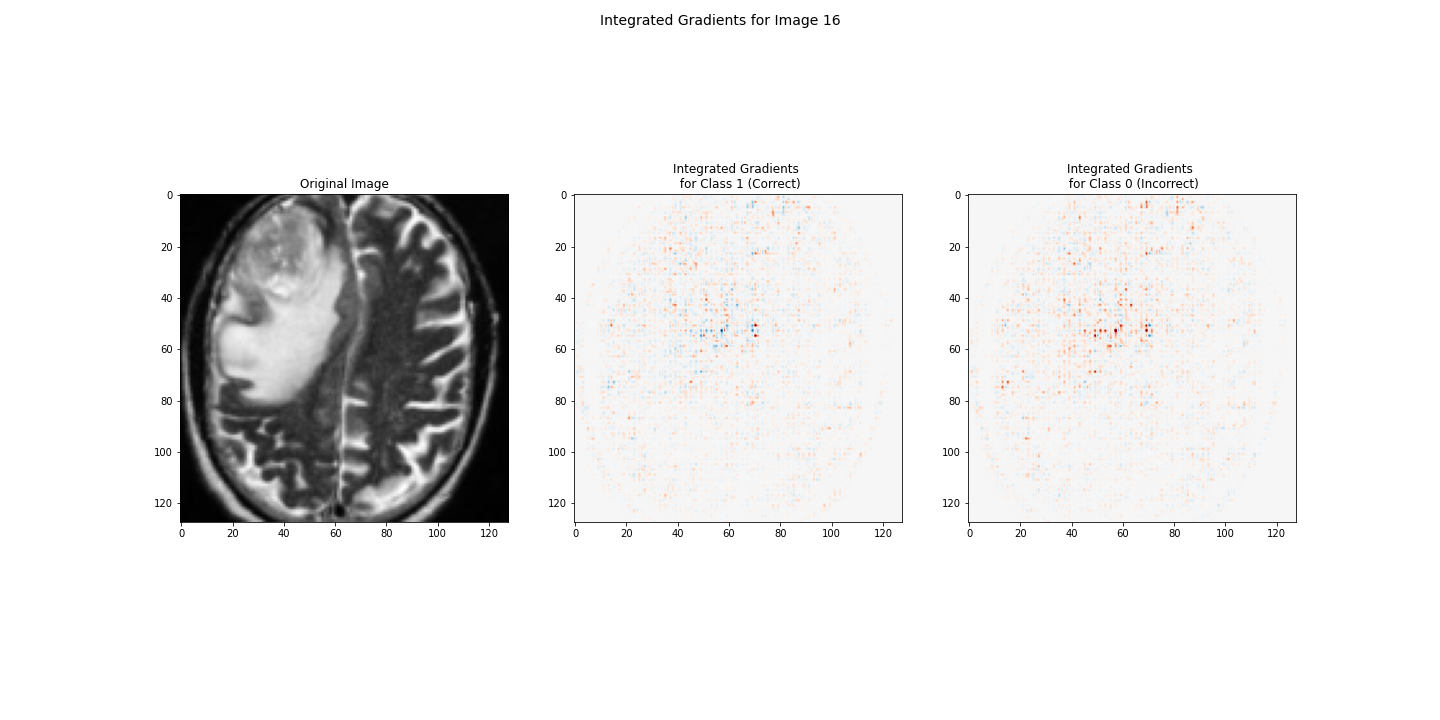 Integrated Gradients for Image 16
Original Image
0
20
40
60
80
100
120
0 20 40 60 80 100 120
Integrated Gradients
for Class 1 (Correct)
0
20
40
60
80
100
120
0 20 40 60 80 100 120
Integrated Gradients
for Class 0 (Incorrect)
0
20
40
60
80
100
120
0 20 40 60 80 100 120